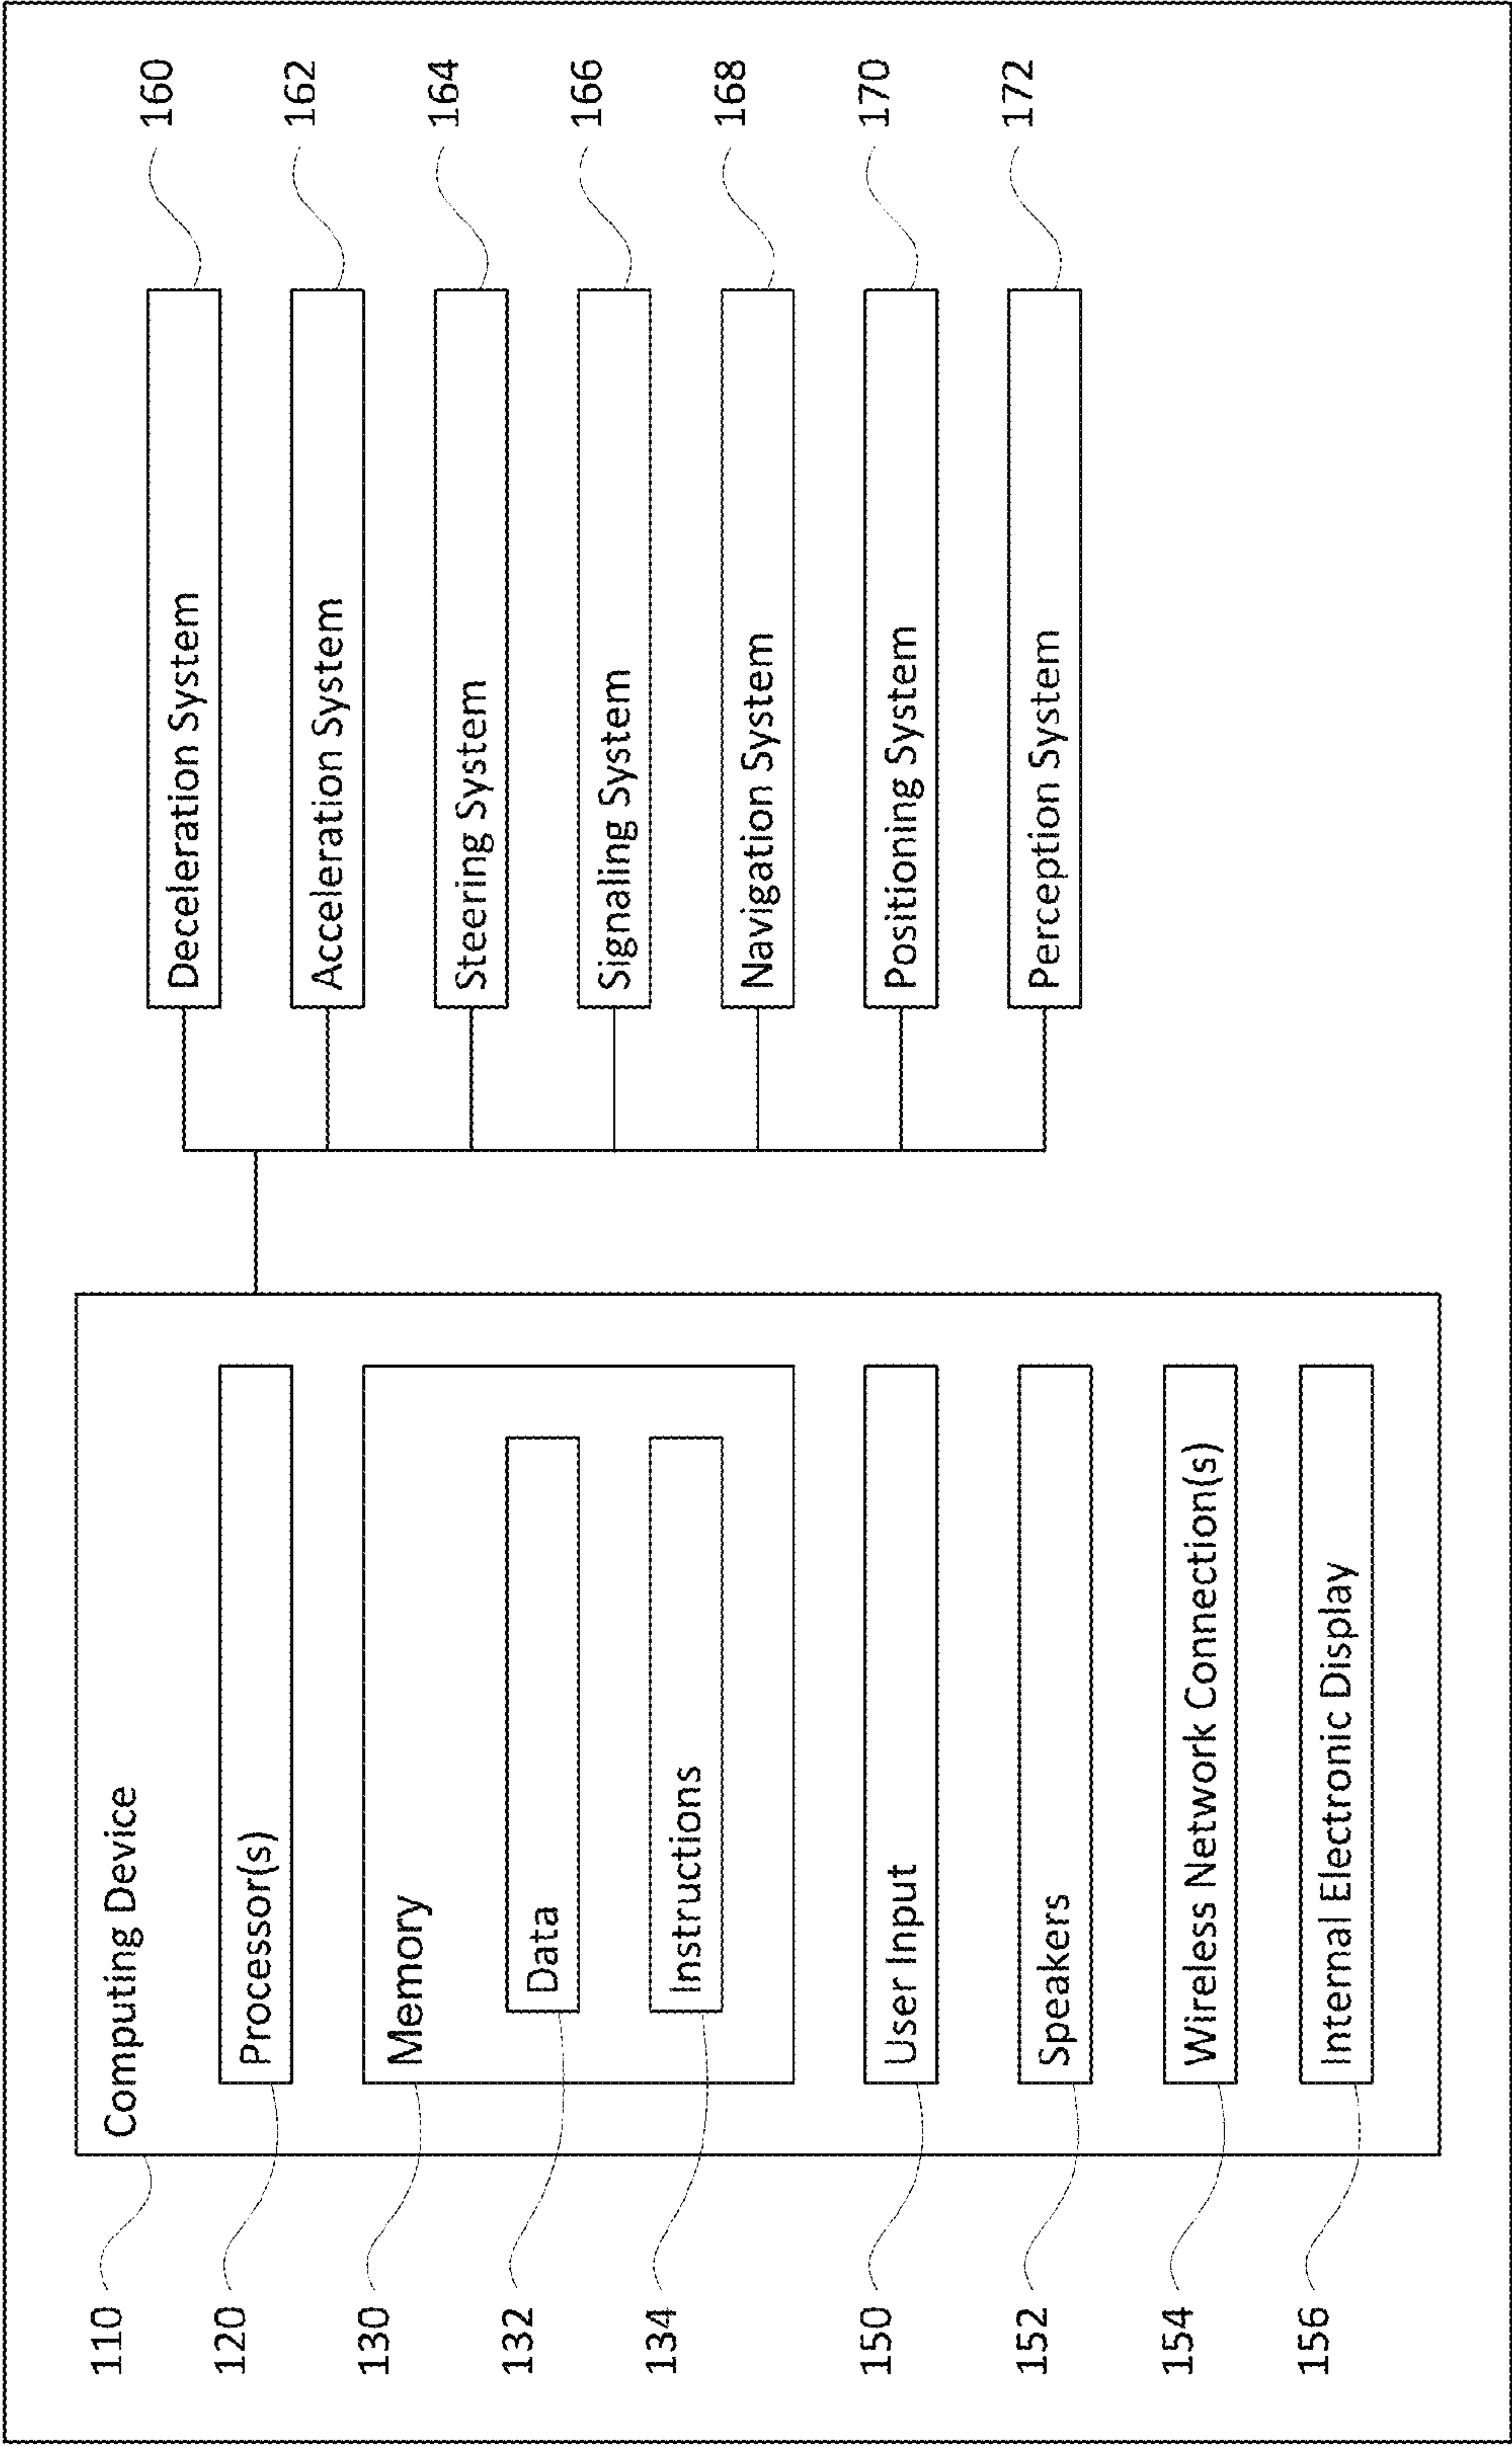 110
Computing Device
120
Processor(s)
130
Memory
132
Data
134
Instructions
150
User Input
152
Speakers
154
Wireless Network Connection(s)
156
Internal Electronic Display
Deceleration System
160
Acceleration System
162
Steering System
164
Signaling System
166
Navigation System
168
Positioning System
170
Perception System
172